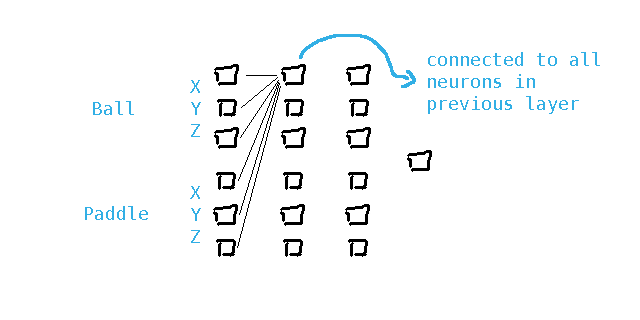 connected to all
neurons in
previous layer
X
Ball Y
Z
X
Paddle Y
Z